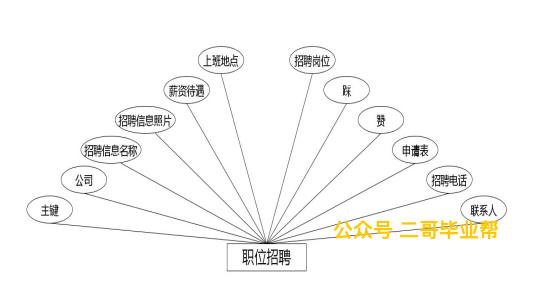 上班地点
招聘岗位
薪资待遇
踩
招聘信息照片
赞
招聘信息名称
申请表
公司
招聘电话
主键
联系人
公众号 二哥毕业帮
职位招聘